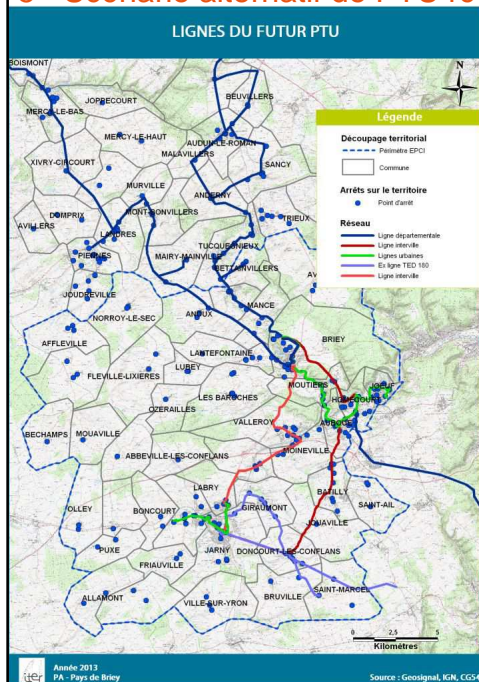 LIGNES DU FUTUR PTU
N
BOISMONT
MERCY-LE-BAS
JOPPECOURT
BEUVILLERS
MERCY-LE-HAUT
AUDUN-LE-ROMAN
MALAVILLERS
XIVRY-CIRCOURT
SANCY
MURVILLE
ANDERNY
DOMPRIX
MONT-BONVILLERS
TRIEUX
AVILLERS
LANDRES
TUCQUEGNIEUX
PIENNES
MAIRY-MAINVILLE
BETTAINVILLERS
AV
JOUDREVILLE
MANCE
NORROY-LE-SEC
ANOUX
AFFLEVILLE
BRIEY
LANTEFONTAINE
LUBEY
FLEVILLE-LIXIERES
MOUTIERS
JOEUF
LES BAROCHES
HOMECOURT
OZERAILLES
VALLEROY
AUBOUE
BECHAMPS
MOUAVILLE
MOINEVILLE
ABBEVILLE-LES-CONFLANS
LABRY
BATILLY
OLLEY
BONCOURT
GIRAUMONT
SAINT-AIL
JOUAVILLE
PUXE
JARNY
DONCOURT-LES-CONFLANS
FRIAUVILLE
SAINT-MARCEL
ALLAMONT
VILLE-SUR-YRON
BRUVILLE
Légende
Découpage territorial
Périmètre EPCI
Commune
Arrêts sur le territoire
Point d'arrêt
Réseau
Ligne départementale
Ligne interville
Lignes urbaines
Ex ligne TED 180
Ligne interville
0 2,5 5
Kilomètres
iter
Année 2013
PA - Pays de Briey
Source : Geosignal, IGN, CG54